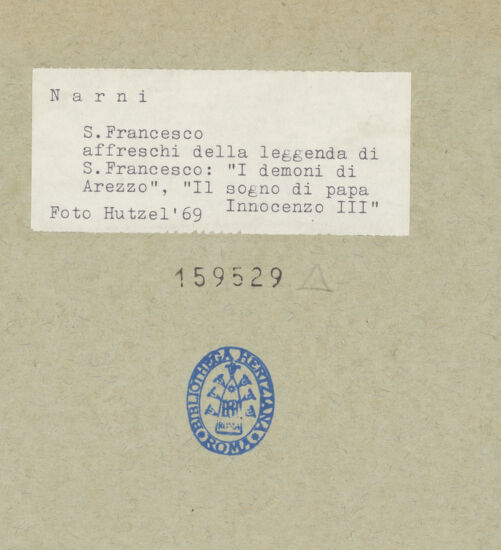 Narni
S.Francesco
affreschi della leggenda di
S.Francesco: "I demoni di
Arezzo", "Il sogno di papa
Innocenzo III"
Foto Hutzel'69
159529
BIBLIOTHECA HERTZIANA
ROMA